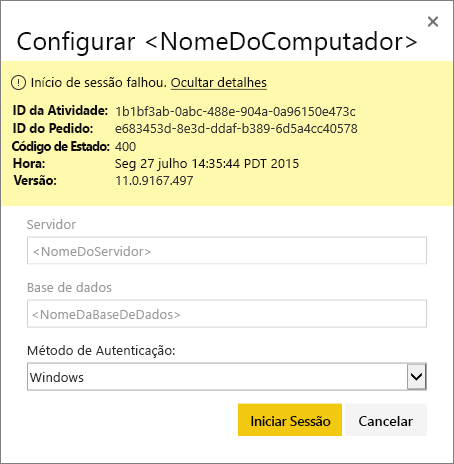 Configurar <NomeDoComputador>
Início de sessão falhou. Ocultar detalhes
ID da Atividade: 1b1bf3ab-0abc-488e-904a-0a96150e473c
ID do Pedido: e683453d-8e3d-ddaf-b389-6d5a4cc40578
Código de Estado: 400
Hora: Seg 27 julho 14:35:44 PDT 2015
Versão: 11.0.9167.497
Servidor
<NomeDoServidor>
Base de dados
<NomeDaBaseDeDados>
Método de Autenticação:
Windows
Iniciar Sessão Cancelar